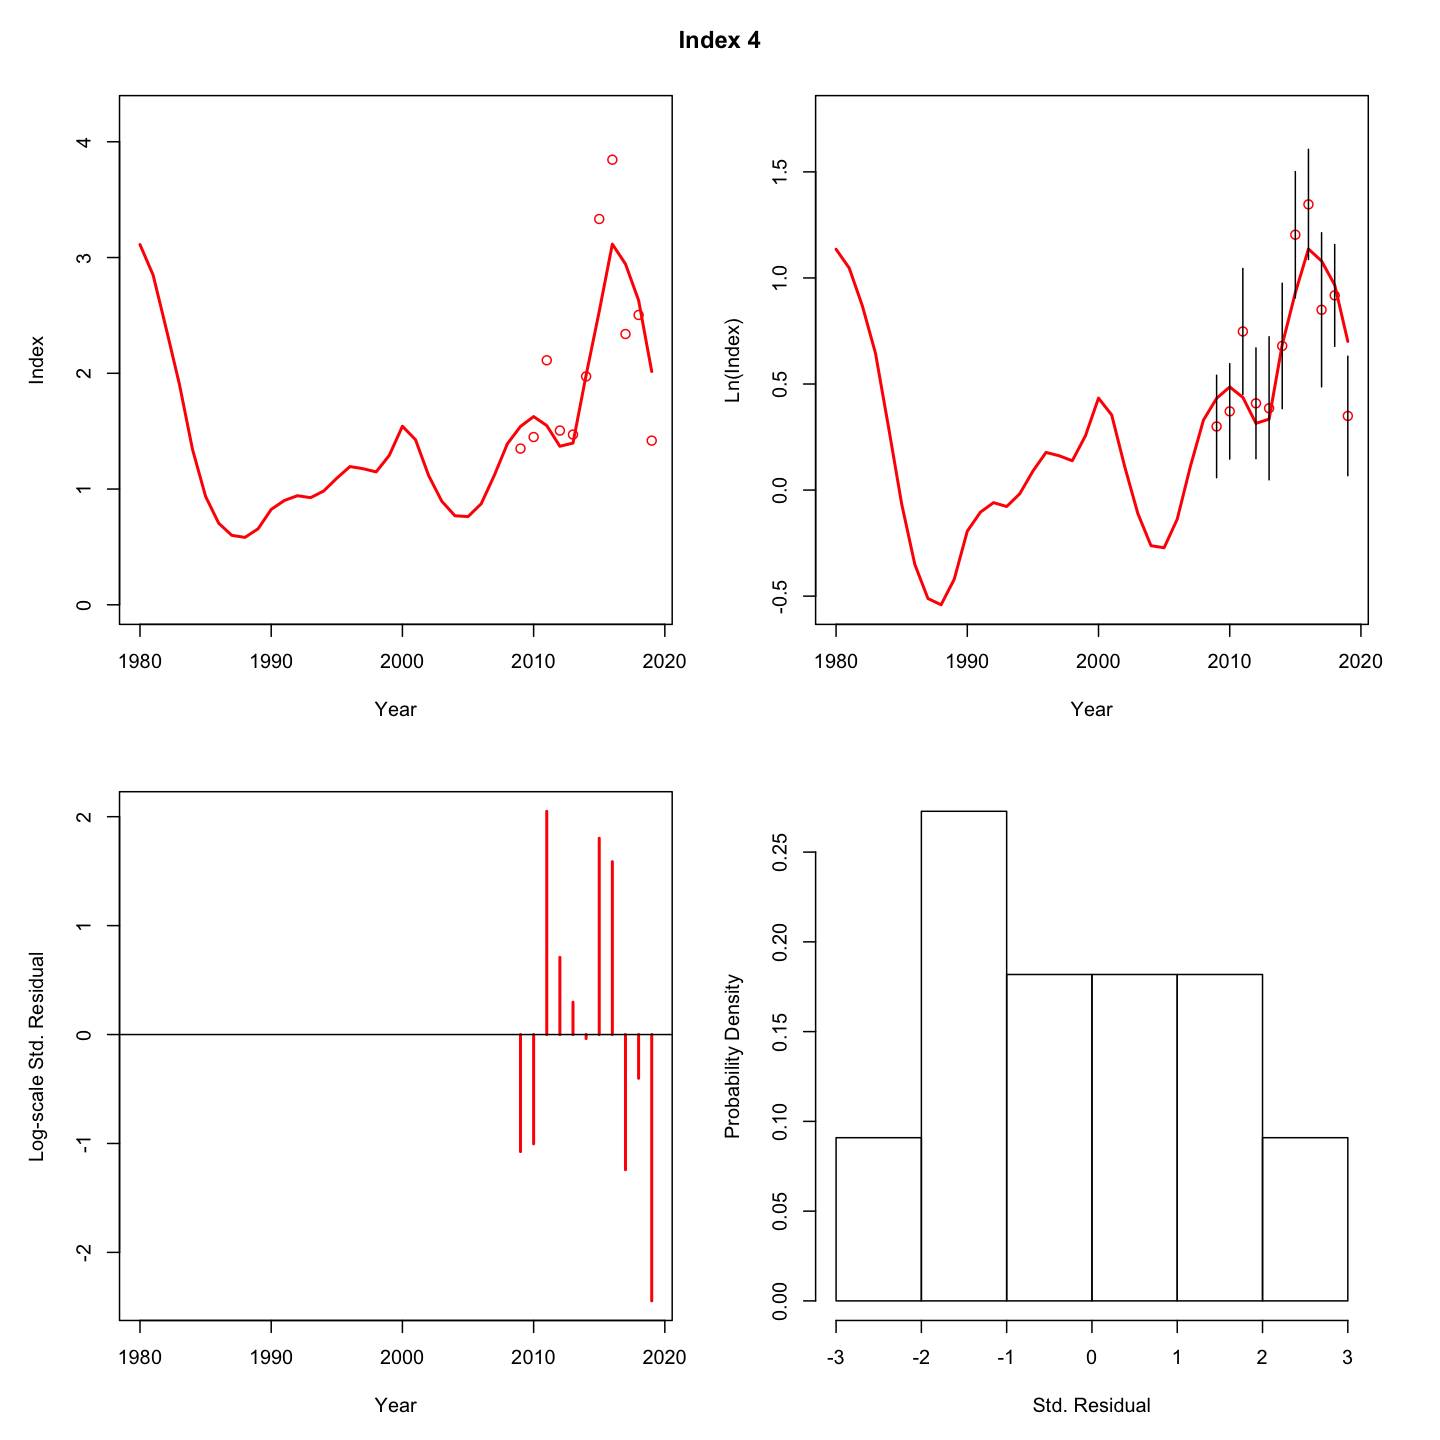 Index 4
Index
4
3
2
1
0
1980 1990 2000 2010 2020
Year
Ln(Index)
1.5
1.0
0.5
0.0
-0.5
1980 1990 2000 2010 2020
Year
Log-scale Std. Residual
2
1
0
-1
-2
1980 1990 2000 2010 2020
Year
Probability Density
0.25
0.20
0.15
0.10
0.05
0.00
-3 -2 -1 0 1 2 3
Std. Residual